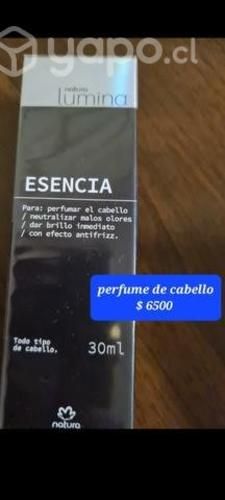 yapo.cl
natura
lumina
ESENCIA
Para: perfumar el cabello
/ neutralizar malos olores
/ dar brillo inmediato
/ con efecto antifrizz.
perfume de cabello
$ 6500
Todo tipo
de cabello.
30ml
natura